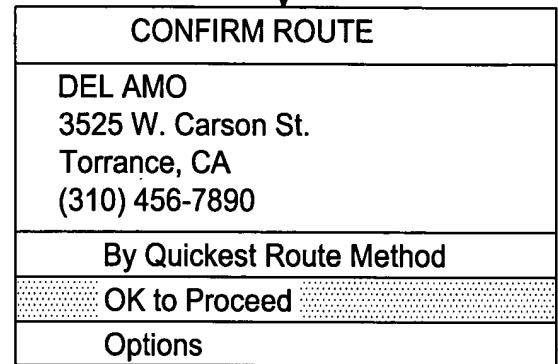 CONFIRM ROUTE
DEL AMO
3525 W. Carson St.
Torrance, CA
(310) 456-7890
By Quickest Route Method
OK to Proceed
Options